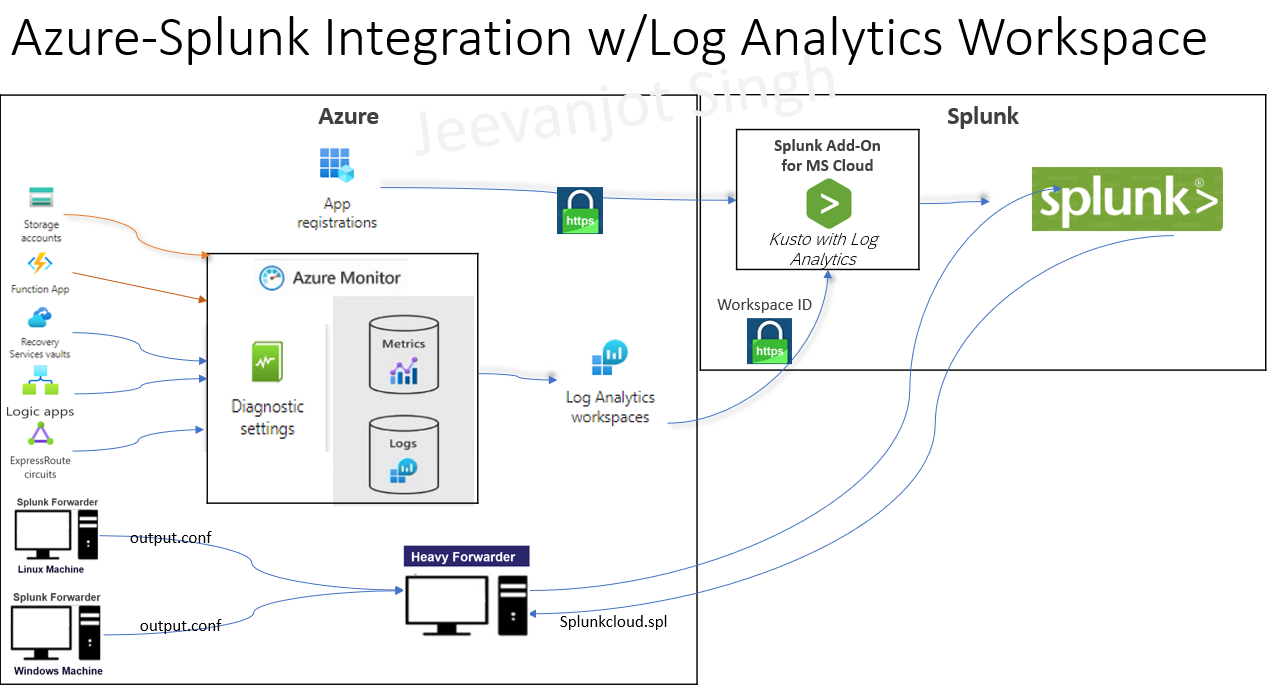 Azure-Splunk Integration w/Log Analytics Workspace
Jeevanjot Singh
Azure
Splunk
App
registrations
https
Splunk Add-On
for MS Cloud
Kusto with Log
Analytics
splunk>®
Storage
accounts
Function App
Recovery
Services vaults
Logic apps
ExpressRoute
circuits
Azure Monitor
Diagnostic
settings
Metrics
Logs
Log Analytics
workspaces
Workspace ID
https
Splunk Forwarder
Linux Machine
output.conf
Splunk Forwarder
Windows Machine
output.conf
Heavy Forwarder
Splunkcloud.spl